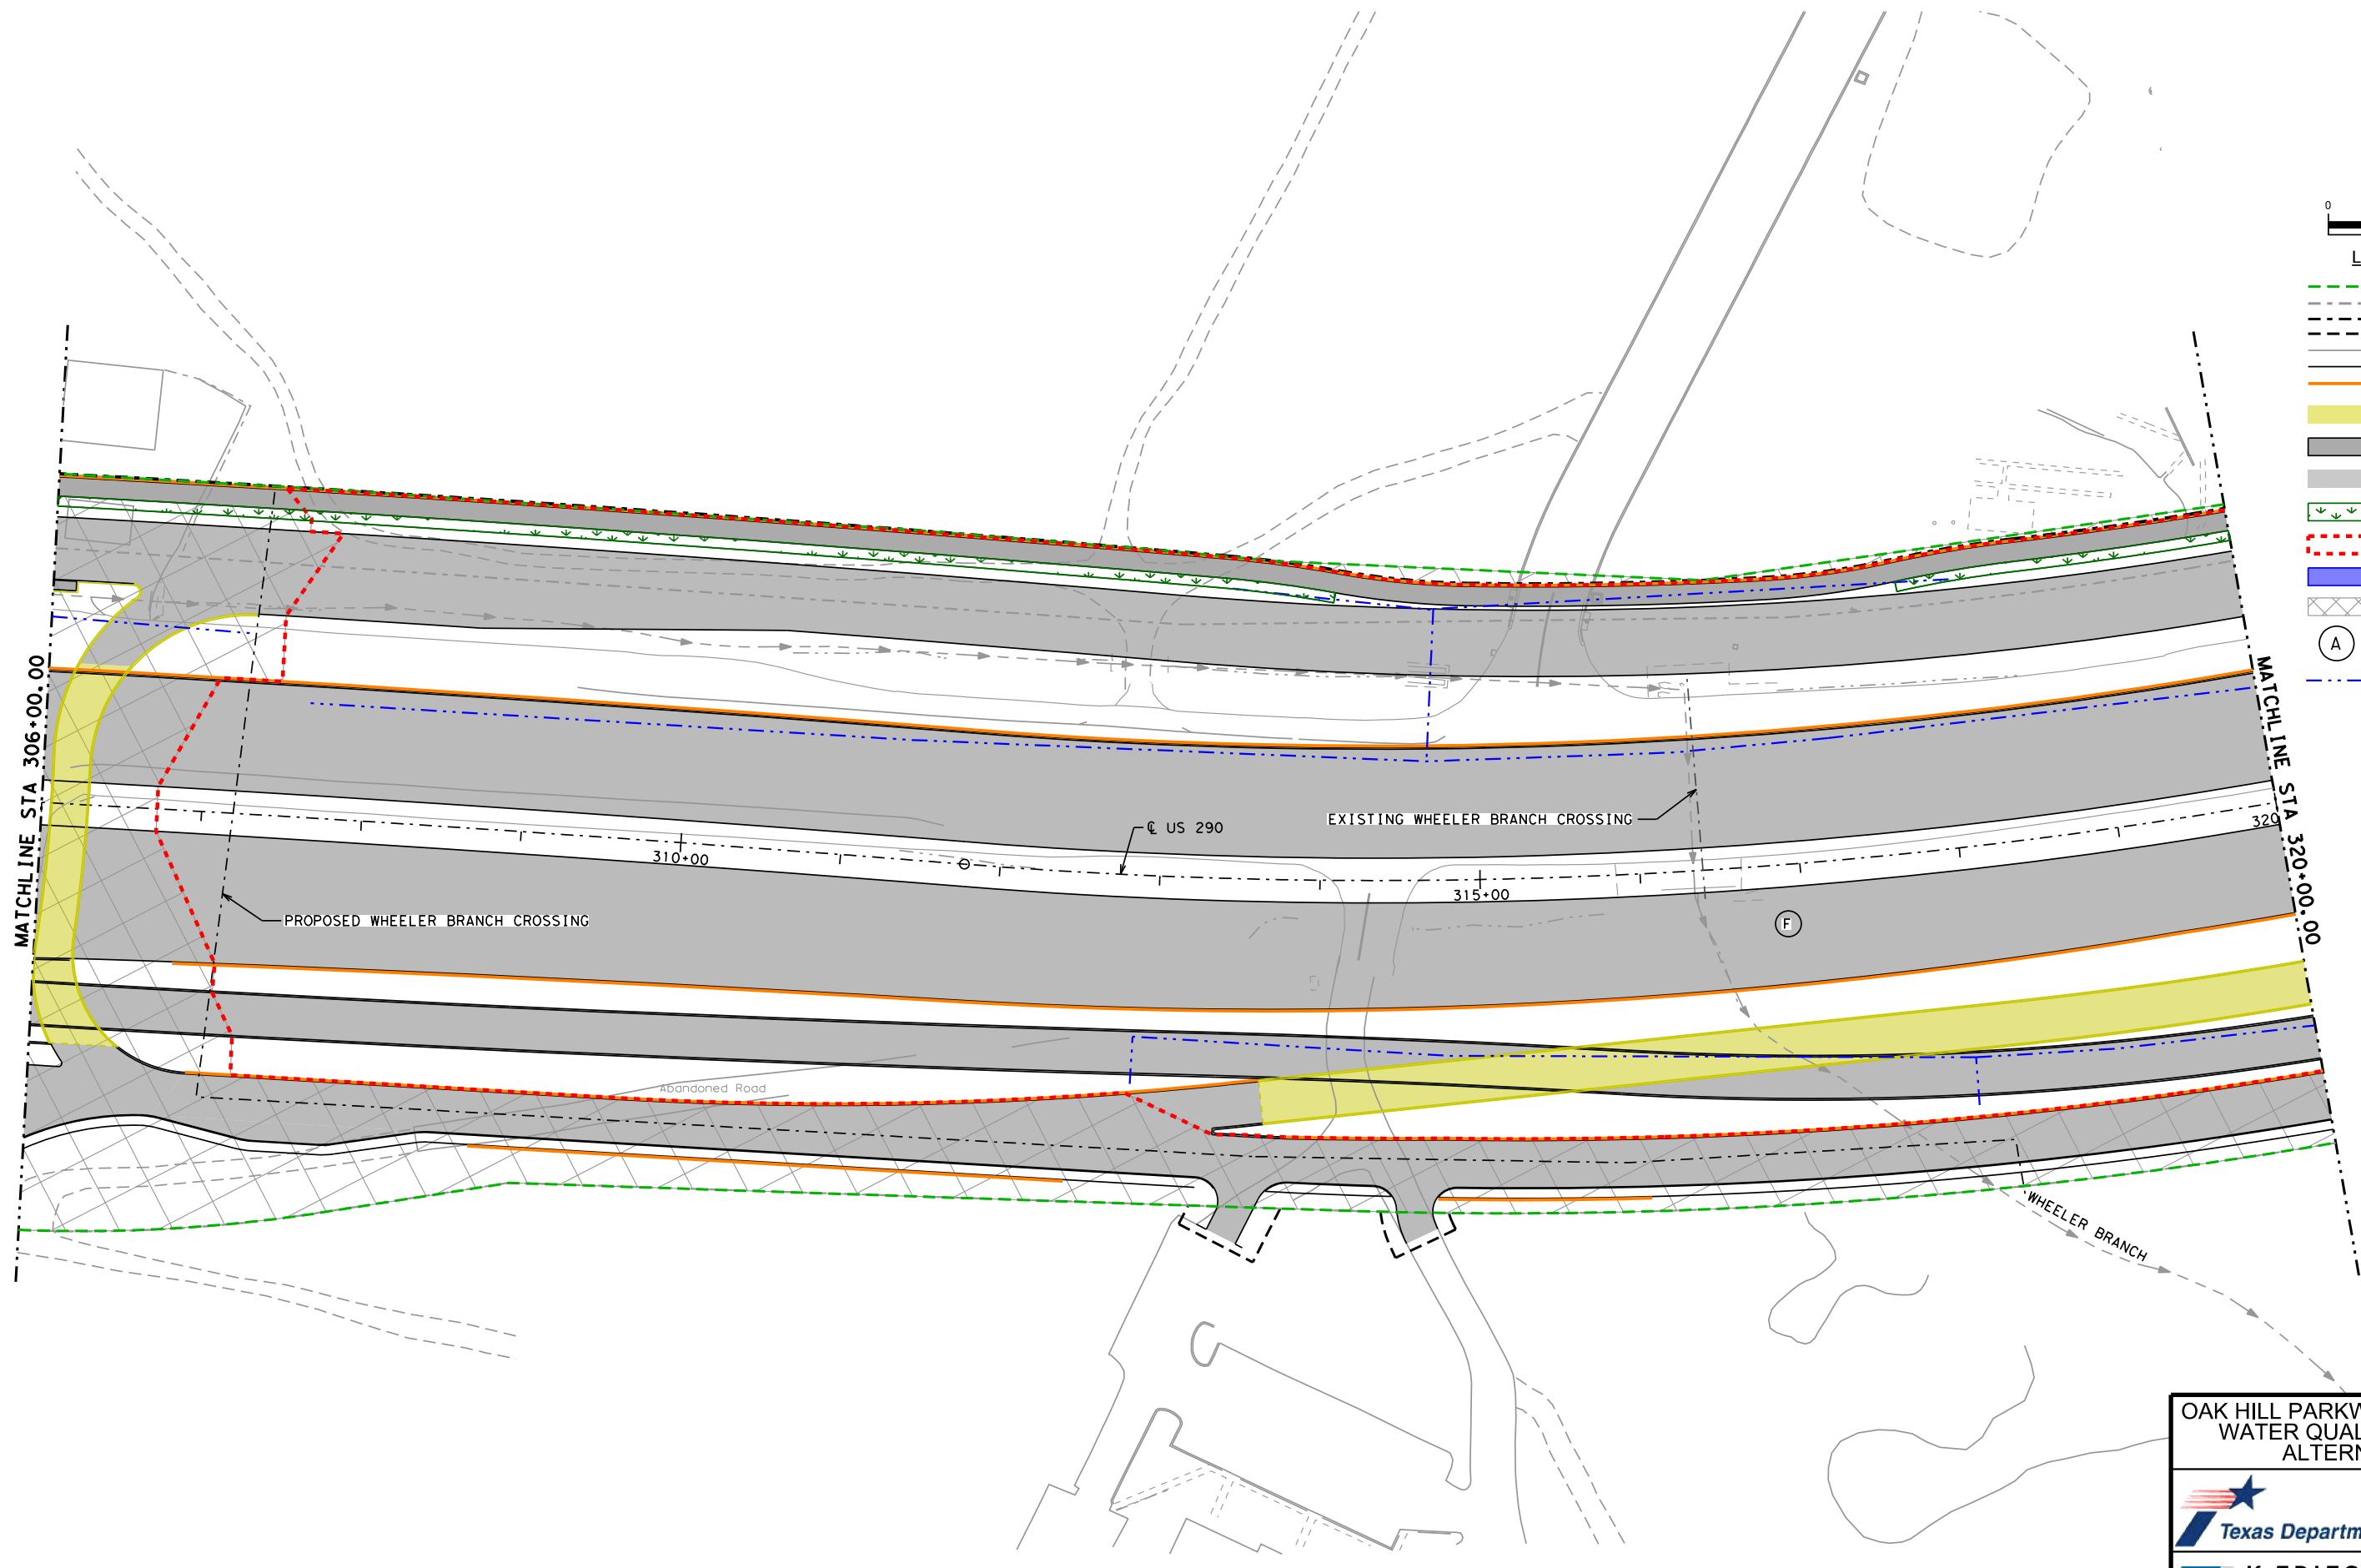 0
L
A
MATCHLINE STA 306+00.00
MATCHLINE STA 320+00.00
℄ US 290
EXISTING WHEELER BRANCH CROSSING
310+00
315+00
320
PROPOSED WHEELER BRANCH CROSSING
F
Abandoned Road
WHEELER BRANCH
OAK HILL PARKW
WATER QUAL
ALTERN
Texas Departm